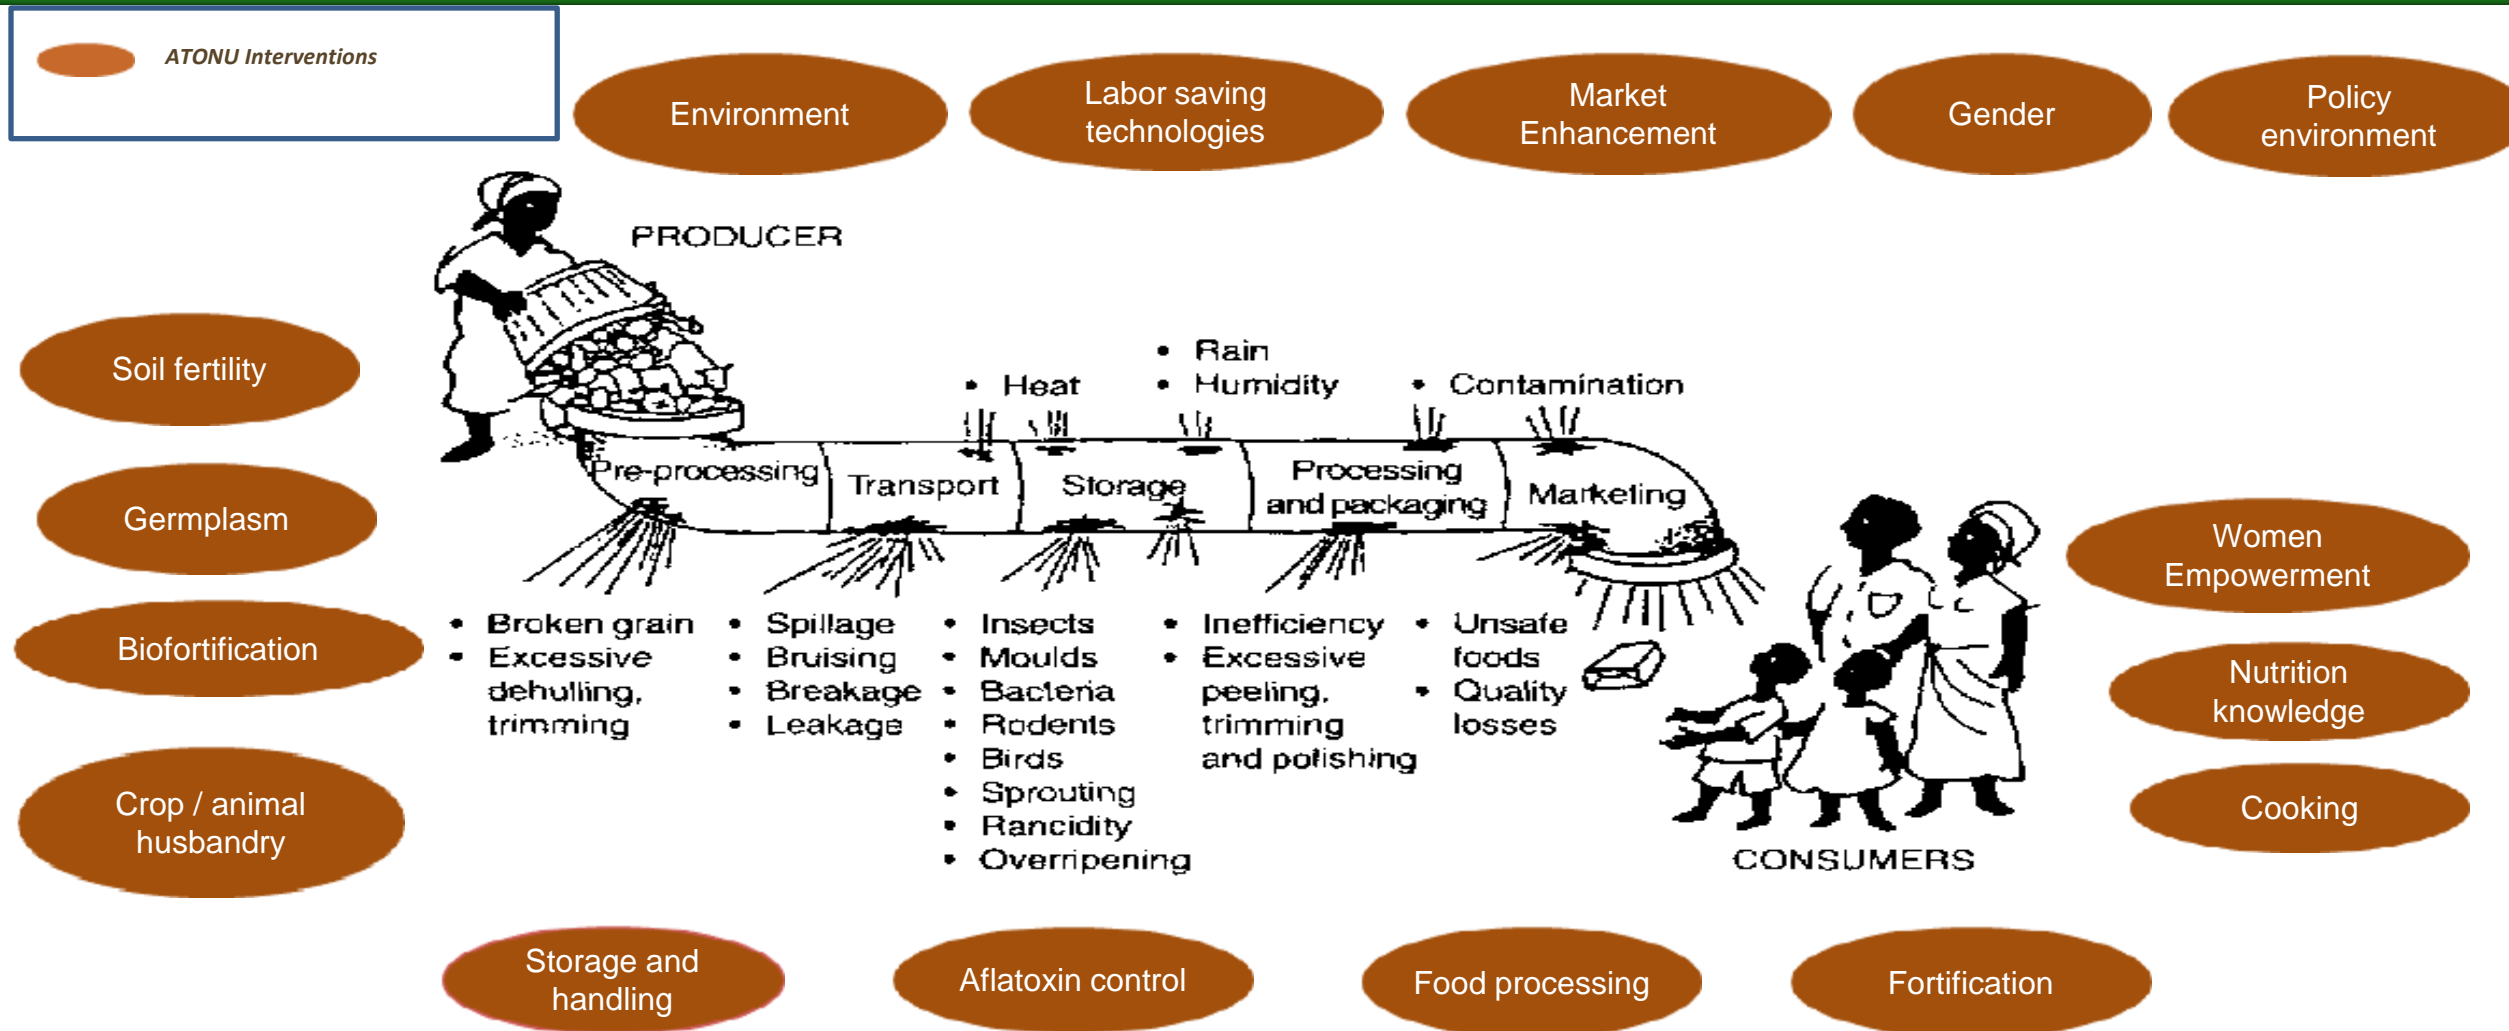 ATONU Interventions
Environment
Labor saving
technologies
Market
Enhancement
Gender
Policy
environment
PRODUCER
Soil fertility
Germplasm
Biofortification
Crop / animal
husbandry
• Heat
• Rain
• Humidity
• Contamination
Pre-processing
Transport
Storage
Processing
and packaging
Marketing
• Broken grain
• Excessive
dehulling,
trimming
• Spillage
• Bruising
• Breakage
• Leakage
• Insects
• Moulds
• Bacteria
• Rodents
• Birds
• Sprouting
• Rancidity
• Overripening
• Inefficiency
• Excessive
peeling,
trimming
and polishing
• Unsafe
foods
• Quality
losses
CONSUMERS
Women
Empowerment
Nutrition
knowledge
Cooking
Storage and
handling
Aflatoxin control
Food processing
Fortification